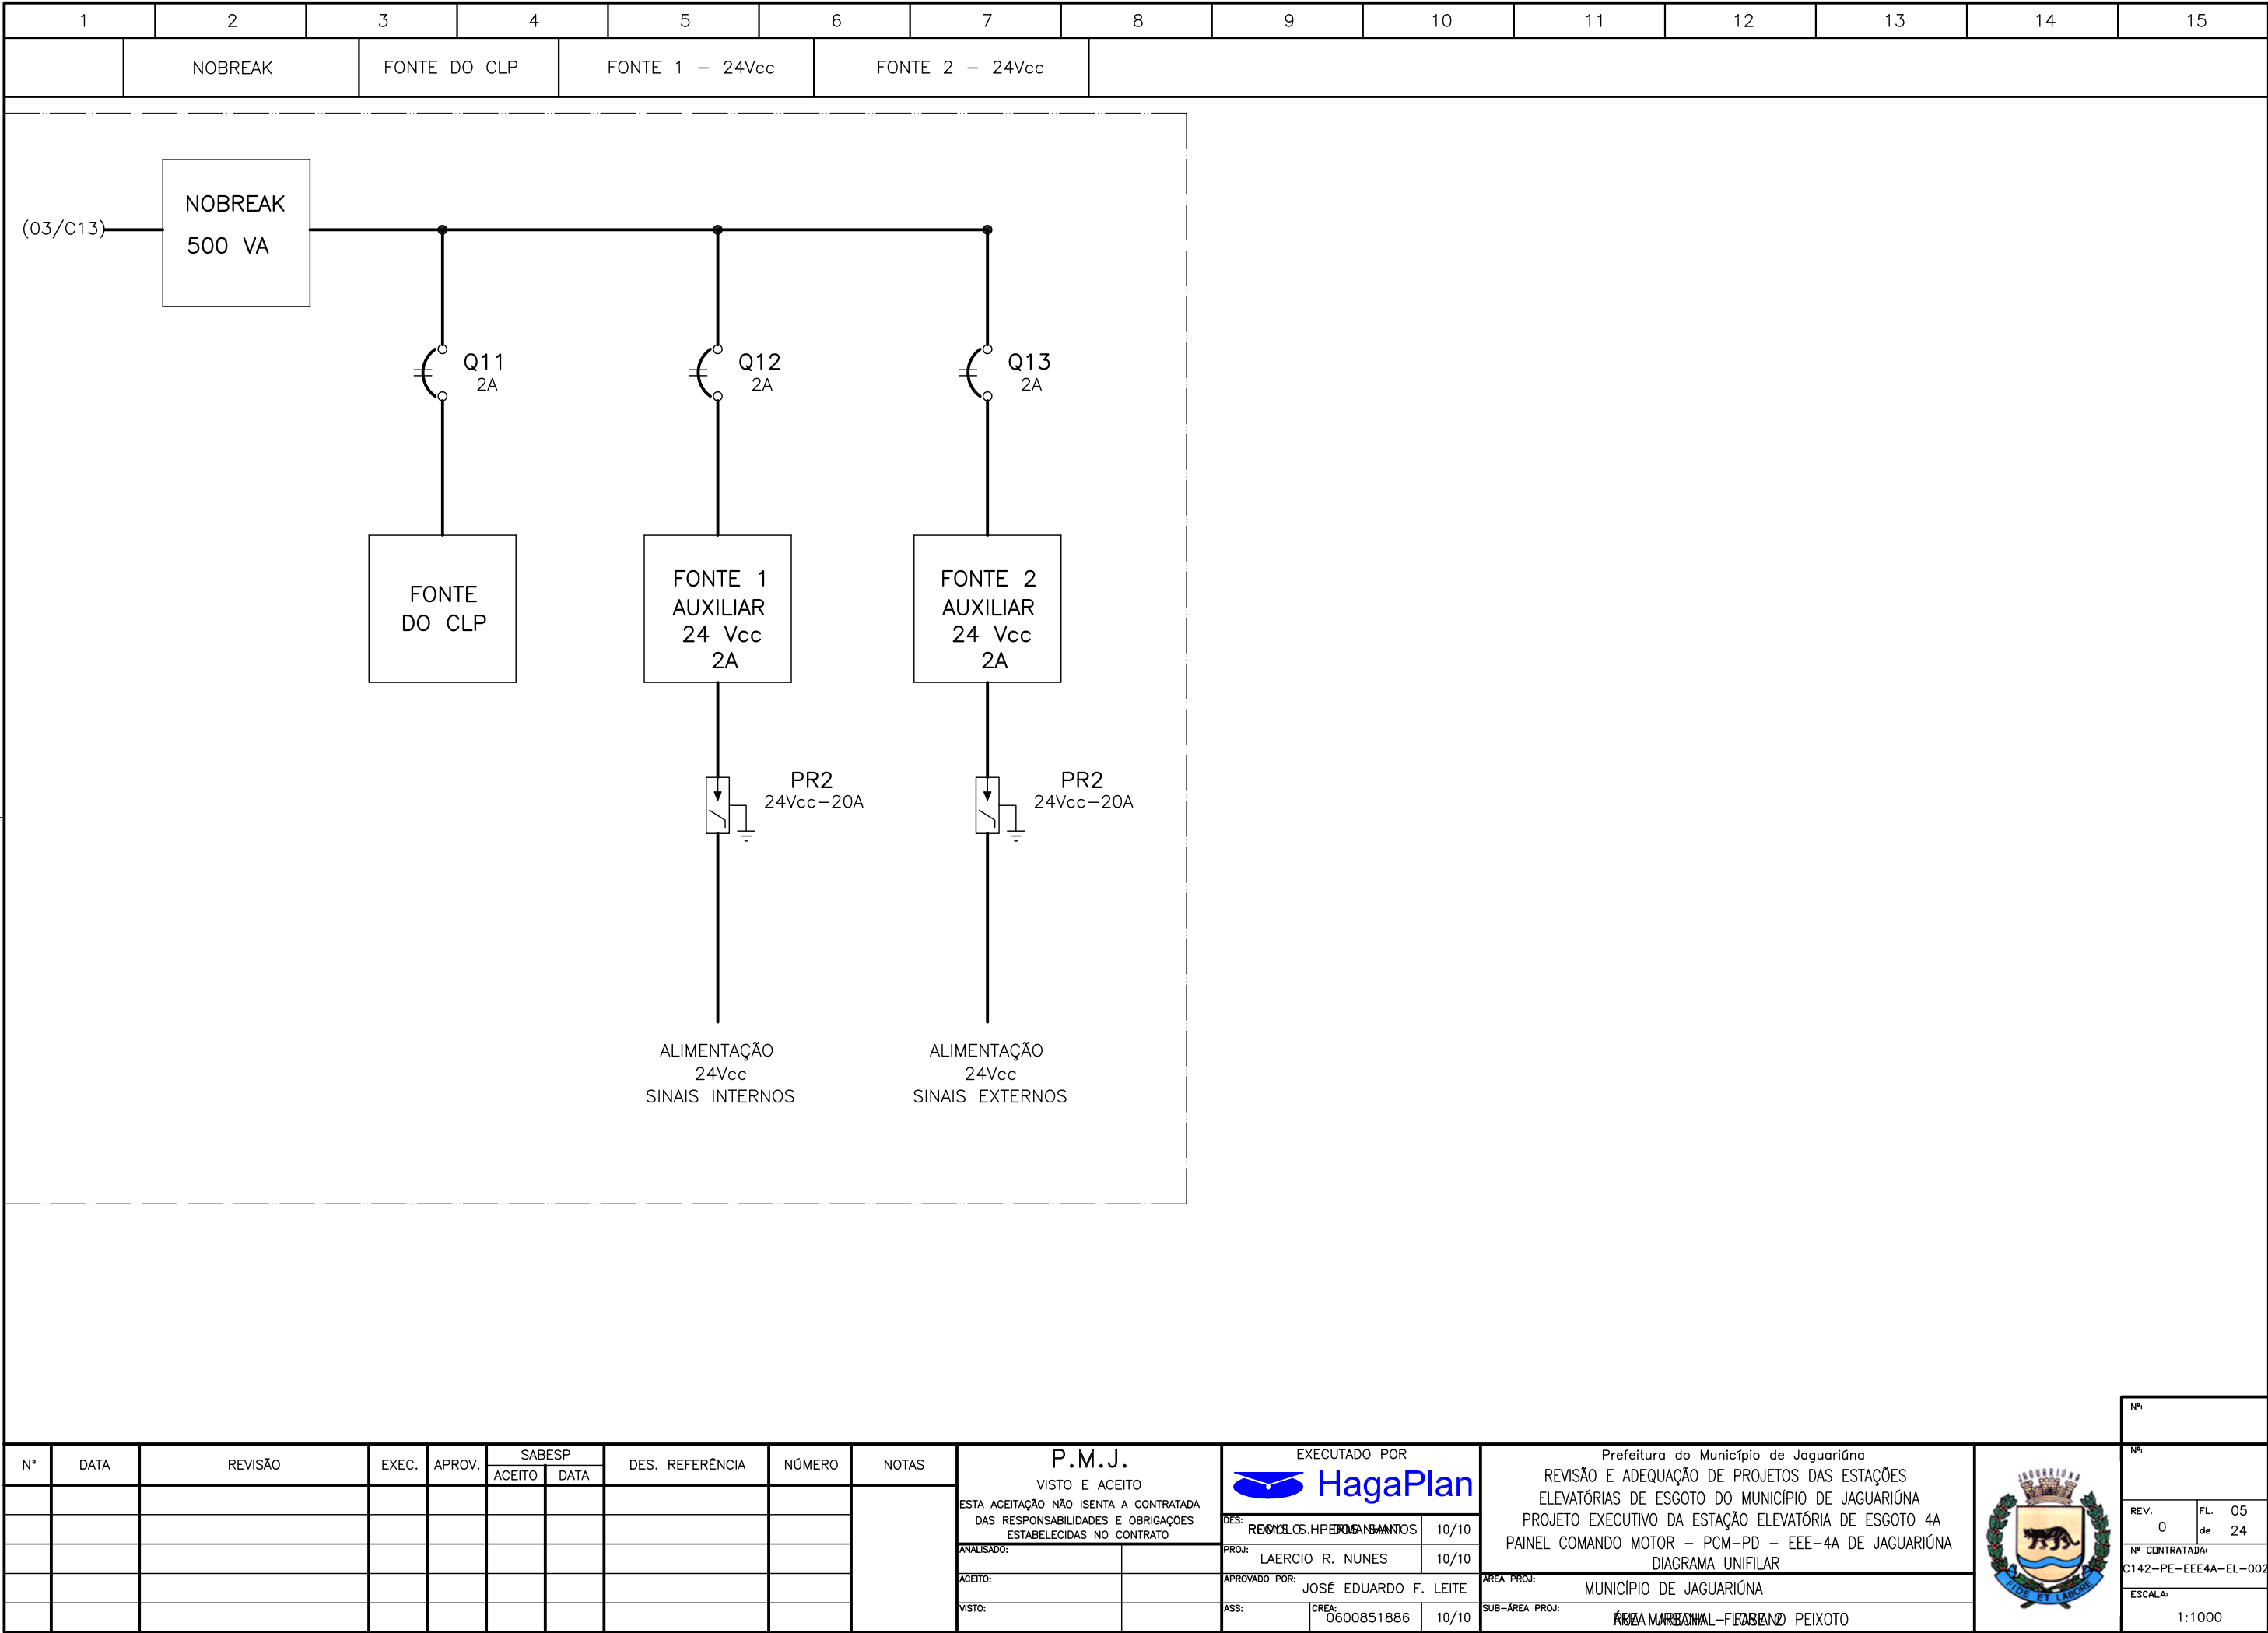 1 2 3 4 5 6 7 8 9 10 11 12 13 14 15
NOBREAK FONTE DO CLP FONTE 1 - 24Vcc FONTE 2 - 24Vcc
(03/C13)
NOBREAK
500 VA
Q11
2A
Q12
2A
Q13
2A
FONTE
DO CLP
FONTE 1
AUXILIAR
24 Vcc
2A
FONTE 2
AUXILIAR
24 Vcc
2A
PR2
24Vcc-20A
PR2
24Vcc-20A
ALIMENTAÇÃO
24Vcc
SINAIS INTERNOS
ALIMENTAÇÃO
24Vcc
SINAIS EXTERNOS
Nº DATA REVISÃO EXEC. APROV. SABESP DES. REFERÊNCIA NÚMERO NOTAS
ACEITO DATA
P.M.J.
VISTO E ACEITO
ESTA ACEITAÇÃO NÃO ISENTA A CONTRATADA
DAS RESPONSABILIDADES E OBRIGAÇÕES
ESTABELECIDAS NO CONTRATO
ANALISADO:
ACEITO:
VISTO:
EXECUTADO POR
HagaPlan
DES: 10/10
PROJ: LAERCIO R. NUNES 10/10
APROVADO POR: JOSÉ EDUARDO F. LEITE
ASS: CREA: 0600851886 10/10
Prefeitura do Município de Jaguariúna
REVISÃO E ADEQUAÇÃO DE PROJETOS DAS ESTAÇÕES
ELEVATÓRIAS DE ESGOTO DO MUNICÍPIO DE JAGUARIÚNA
PROJETO EXECUTIVO DA ESTAÇÃO ELEVATÓRIA DE ESGOTO 4A
PAINEL COMANDO MOTOR - PCM-PD - EEE-4A DE JAGUARIÚNA
DIAGRAMA UNIFILAR
ÁREA PROJ: MUNICÍPIO DE JAGUARIÚNA
SUB-ÁREA PROJ: PEIXOTO
JAGUARIÚNA
FIDE ET LABORE
Nº:
Nº:
REV. 0 FL. 05 de 24
Nº CONTRATADA:
C142-PE-EEE4A-EL-002
ESCALA:
1:1000